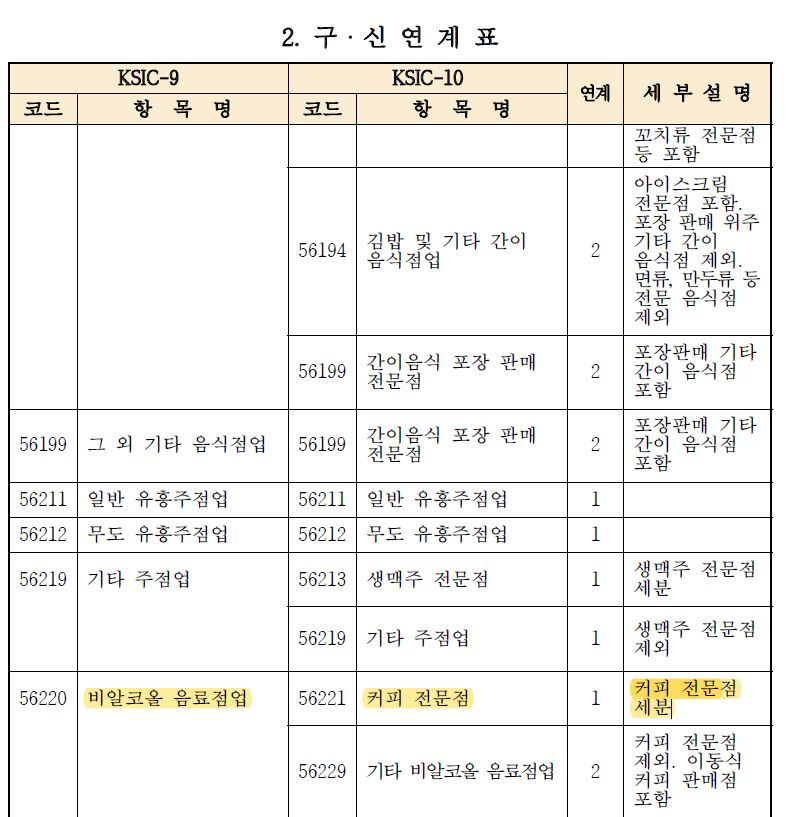 2. 구 · 신 연 계 표
KSIC-9
KSIC-10
연계
세 부 설 명
코드
항 목 명
코드
항 목 명
꼬치류 전문점
등 포함
56194
김밥 및 기타 간이
음식점업
2
아이스크림
전문점 포함.
포장 판매 위주
기타 간이
음식점 제외.
면류, 만두류 등
전문 음식점
제외
56199
간이음식 포장 판매
전문점
2
포장판매 기타
간이 음식점
포함
56199
그 외 기타 음식점업
56199
간이음식 포장 판매
전문점
2
포장판매 기타
간이 음식점
포함
56211
일반 유흥주점업
56211
일반 유흥주점업
1
56212
무도 유흥주점업
56212
무도 유흥주점업
1
56219
기타 주점업
56213
생맥주 전문점
1
생맥주 전문점
세분
56219
기타 주점업
1
생맥주 전문점
제외
56220
비알코올 음료점업
56221
커피 전문점
1
커피 전문점
세분
56229
기타 비알코올 음료점업
2
커피 전문점
제외. 이동식
커피 판매점
포함